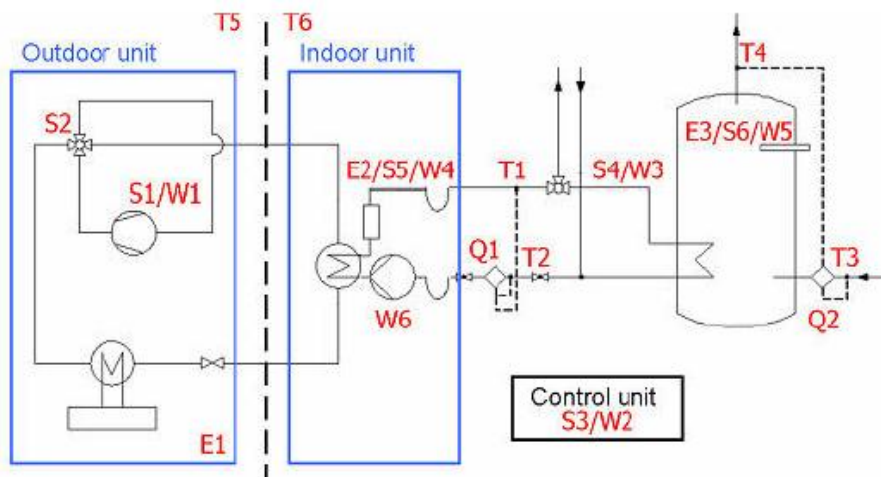 T5 T6
Outdoor unit Indoor unit
T4
S2 E3/S6/W5
E2/S5/W4 T1 S4/W3
S1/W1
Q1 T2 T3
W6 Q2
Control unit
S3/W2
E1